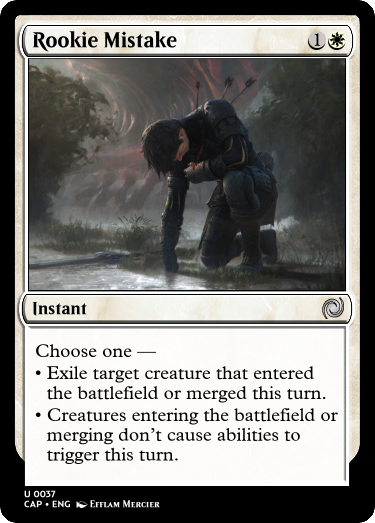 Rookie Mistake 1
Instant
Choose one —
• Exile target creature that entered
the battlefield or merged this turn.
• Creatures entering the battlefield or
merging don’t cause abilities to
trigger this turn.
U 0037
CAP • ENG Efflam Mercier